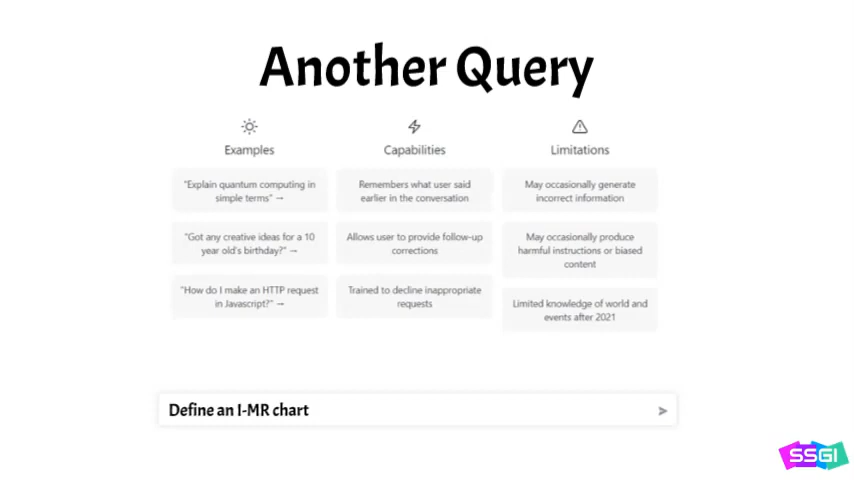 Another Query
Examples
"Explain quantum computing in
simple terms" →
"Got any creative ideas for a 10
year old's birthday?" →
"How do I make an HTTP request
in Javascript?" →
Capabilities
Remembers what user said
earlier in the conversation
Allows user to provide follow-up
corrections
Trained to decline inappropriate
requests
Limitations
May occasionally generate
incorrect information
May occasionally produce
harmful instructions or biased
content
Limited knowledge of world and
events after 2021
Define an I-MR chart
SSGI